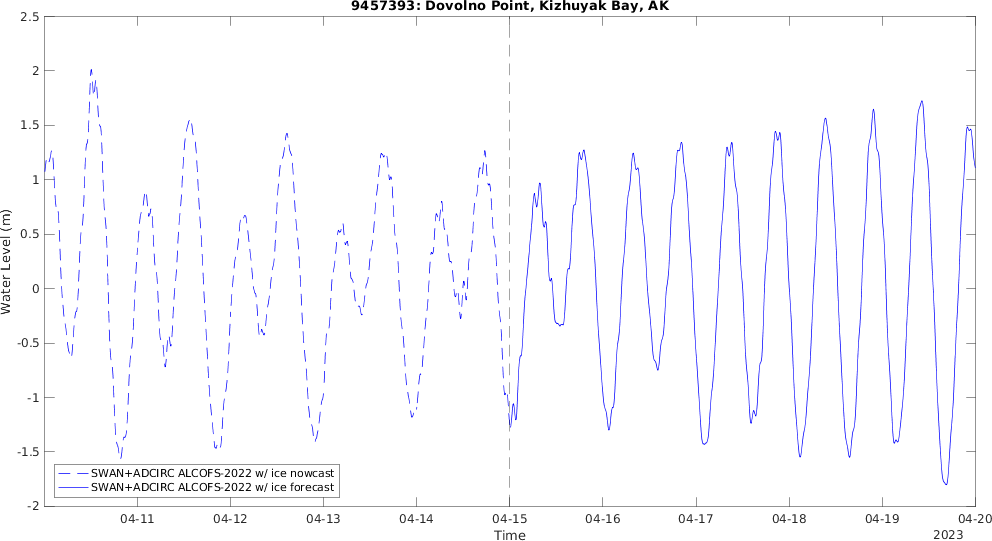 9457393: Dovolno Point, Kizhuyak Bay, AK
2.5
2
1.5
1
0.5
0
-0.5
-1
-1.5
-2
Water Level (m)
SWAN+ADCIRC ALCOFS-2022 w/ ice nowcast
SWAN+ADCIRC ALCOFS-2022 w/ ice forecast
04-11 04-12 04-13 04-14 04-15 04-16 04-17 04-18 04-19 04-20
Time
2023